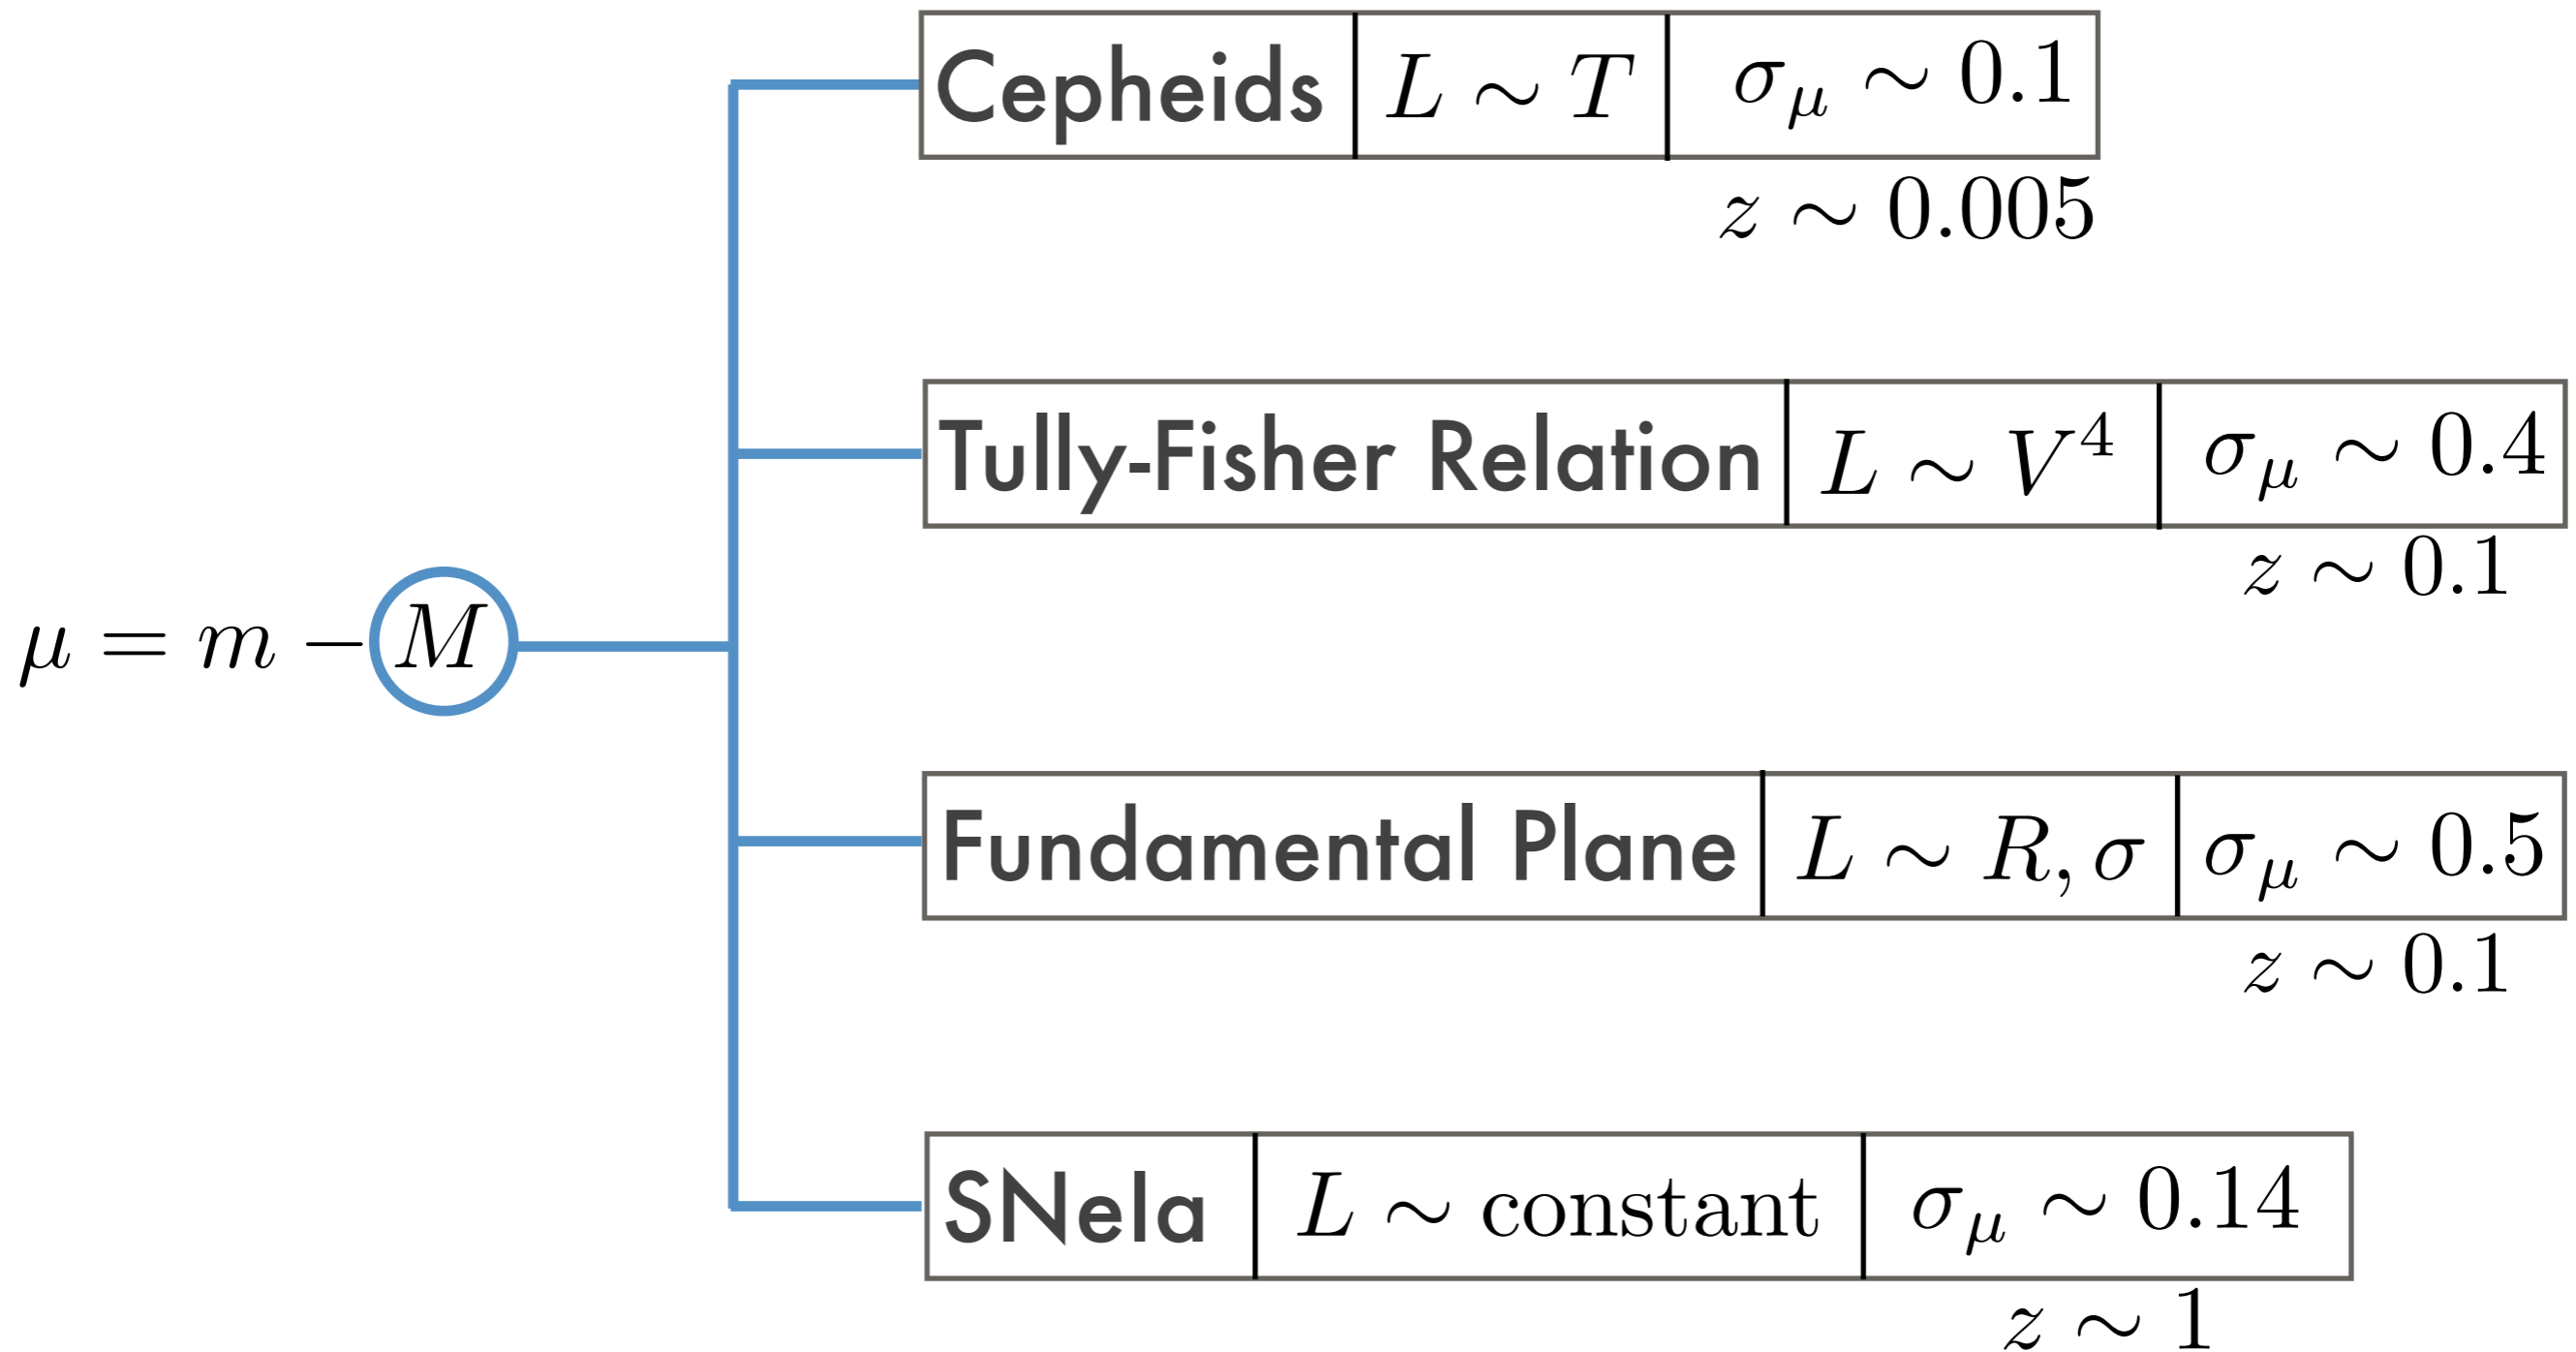 Cepheids L ∼ T σ_μ ∼ 0.1
z ∼ 0.005
Tully-Fisher Relation L ∼ V^4 σ_μ ∼ 0.4
z ∼ 0.1
μ = m − M
Fundamental Plane L ∼ R, σ σ_μ ∼ 0.5
z ∼ 0.1
SNeIa L ∼ constant σ_μ ∼ 0.14
z ∼ 1